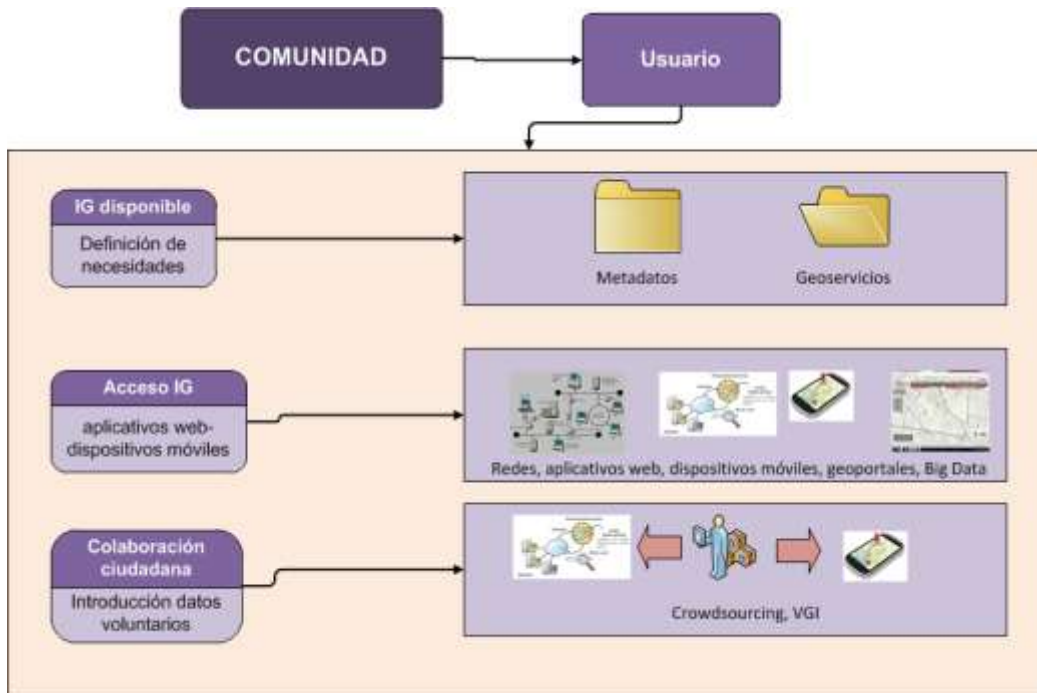 COMUNIDAD
Usuario
IG disponible
Definición de
necesidades
Metadatos
Geoservicios
Acceso IG
aplicativos web-
dispositivos móviles
Redes, aplicativos web, dispositivos móviles, geoportales, Big Data
Colaboración
ciudadana
Introducción datos
voluntarios
Crowdsourcing, VGI